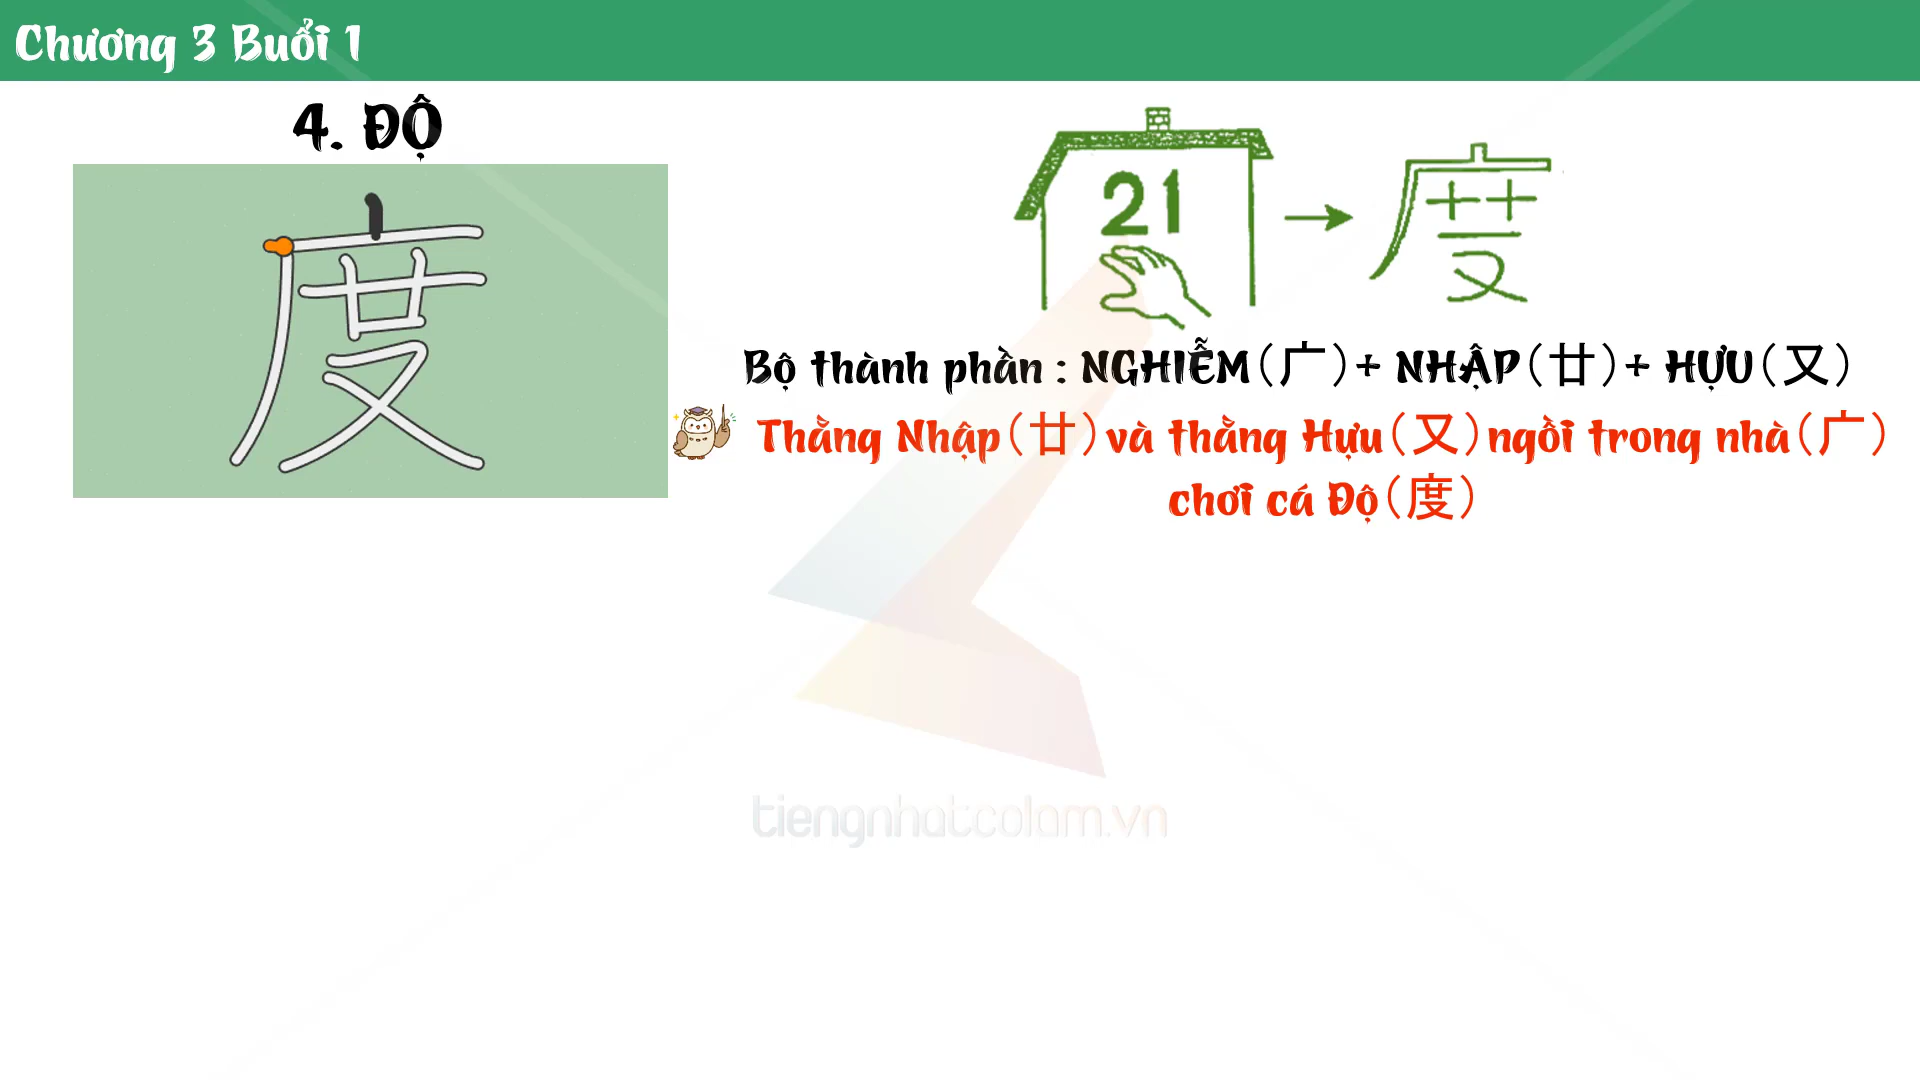 Chương 3 Buổi 1
4. ĐỘ
度
21
度
Bộ thành phần : NGHIỄM(广)+ NHẬP(廿)+ HỰU(又)
Thằng Nhập(廿)và thằng Hựu(又)ngồi trong nhà(广)
chơi cá Độ(度)
tiengnhatcolam.vn